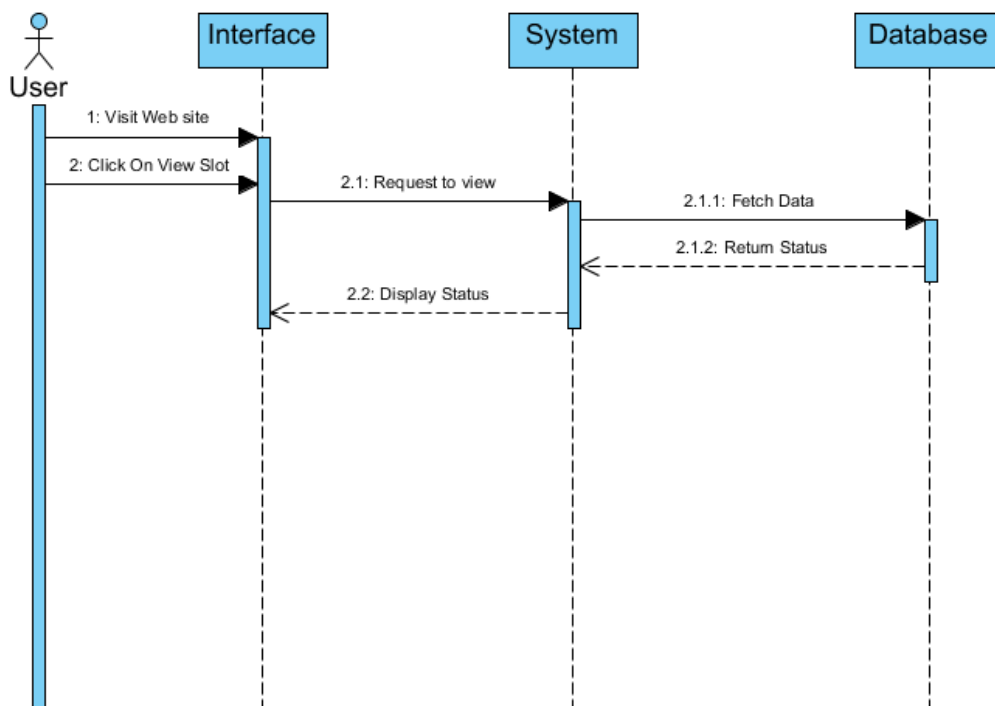 Interface
System
Database
User
1: Visit Web site
2: Click On View Slot
2.1: Request to view
2.1.1: Fetch Data
2.1.2: Return Status
2.2: Display Status